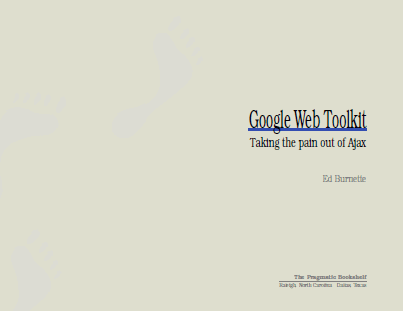 Google Web Toolkit
Taking the pain out of Ajax
Ed Burnette
The Pragmatic Bookshelf
Raleigh, North Carolina Dallas, Texas